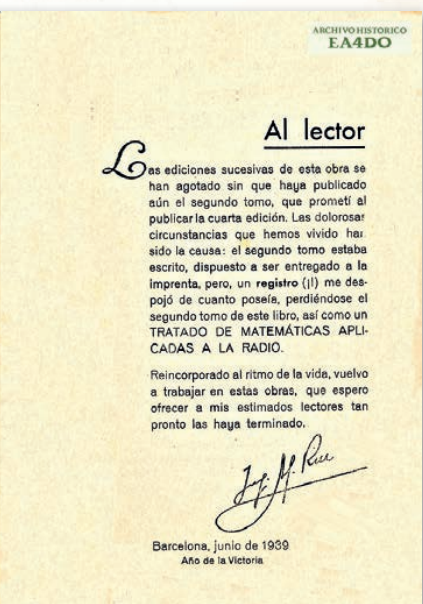 ARCHIVO HISTORICO
EA4DO
Al lector
Las ediciones sucesivas de esta obra se
han agotado sin que haya publicado
aún el segundo tomo, que prometí al
publicar la cuarta edición. Las dolorosas
circunstancias que hemos vivido han
sido la causa: el segundo tomo estaba
escrito, dispuesto a ser entregado a la
imprenta, pero, un registro (¡!) me des-
pojó de cuanto poseía, perdiéndose el
segundo tomo de este libro, así como un
TRATADO DE MATEMÁTICAS APLI-
CADAS A LA RADIO.
Reincorporado al ritmo de la vida, vuelvo
a trabajar en estas obras, que espero
ofrecer a mis estimados lectores tan
pronto las haya terminado.
Barcelona, junio de 1939
Año de la Victoria